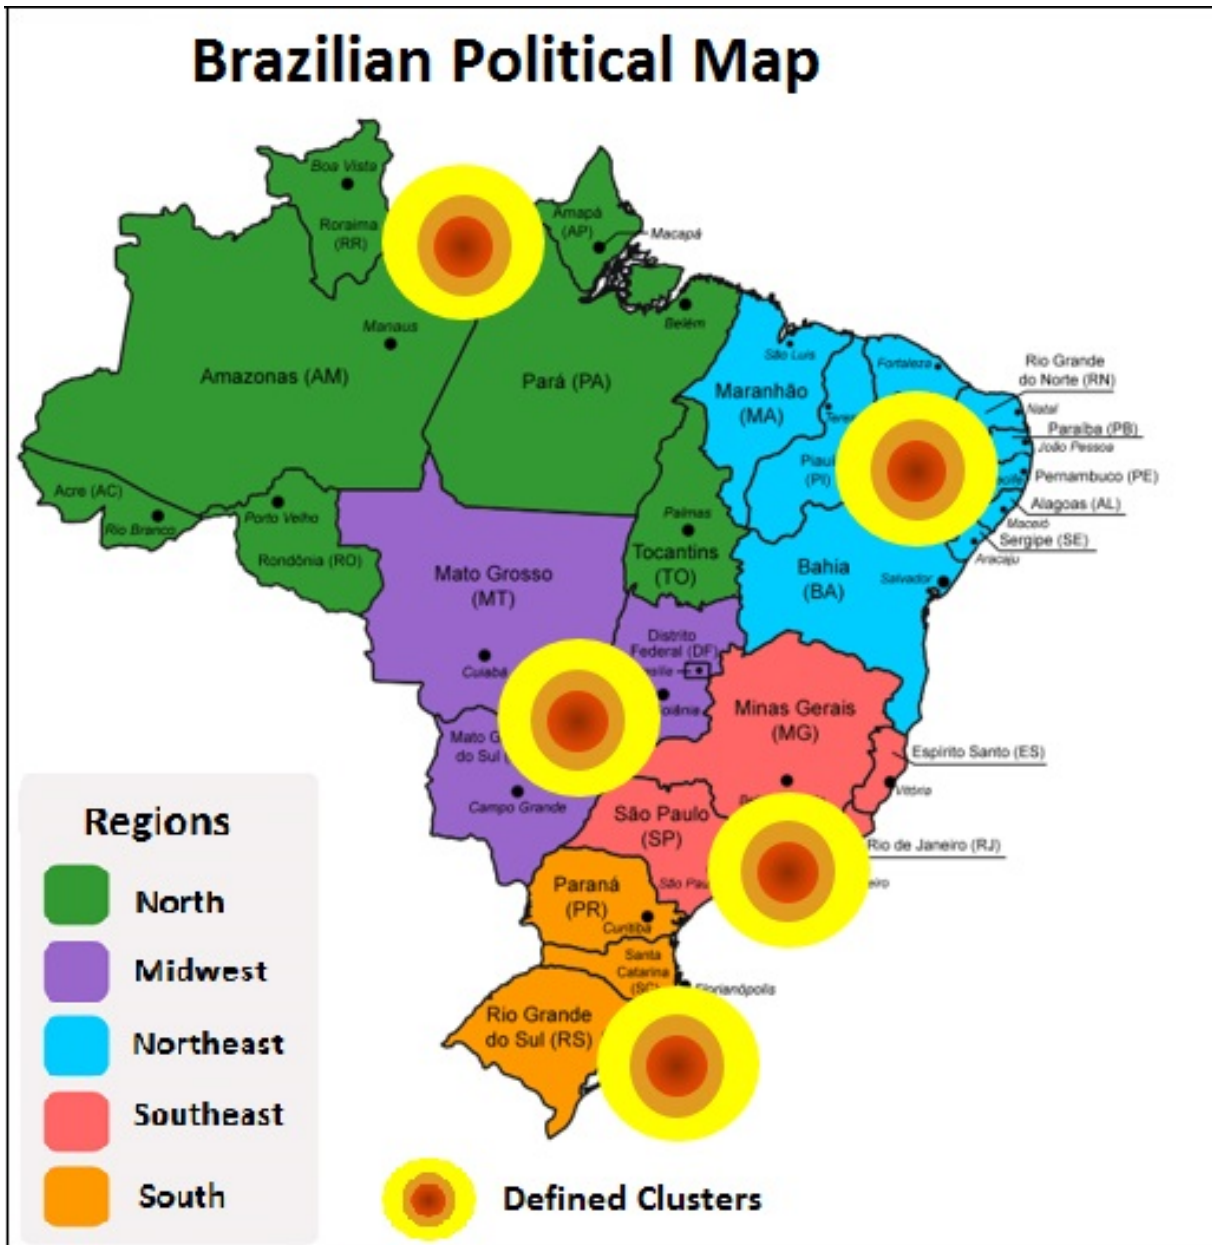 Brazilian Political Map
Boa Vista
Roraima
(RR)
Amapá
(AP)
Macapá
Manaus
Belém
Amazonas (AM)
Pará (PA)
São Luis
Maranhão
(MA)
Fortaleza
Rio Grande
do Norte (RN)
Natal
Paraíba (PB)
João Pessoa
Piauí
(PI)
Pernambuco (PE)
Alagoas (AL)
Maceió
Sergipe (SE)
Aracaju
Acre (AC)
Rio Branco
Porto Velho
Rondônia (RO)
Palmas
Tocantins
(TO)
Bahia
(BA)
Salvador
Mato Grosso
(MT)
Cuiabá
Distrito
Federal (DF)
Minas Gerais
(MG)
Espírito Santo (ES)
Vitória
do Sul
Campo Grande
São Paulo
(SP)
Rio de Janeiro (RJ)
Paraná
(PR)
Curitiba
Santa
Catarina
(SC)
Florianópolis
Rio Grande
do Sul (RS)
Regions
North
Midwest
Northeast
Southeast
South
Defined Clusters